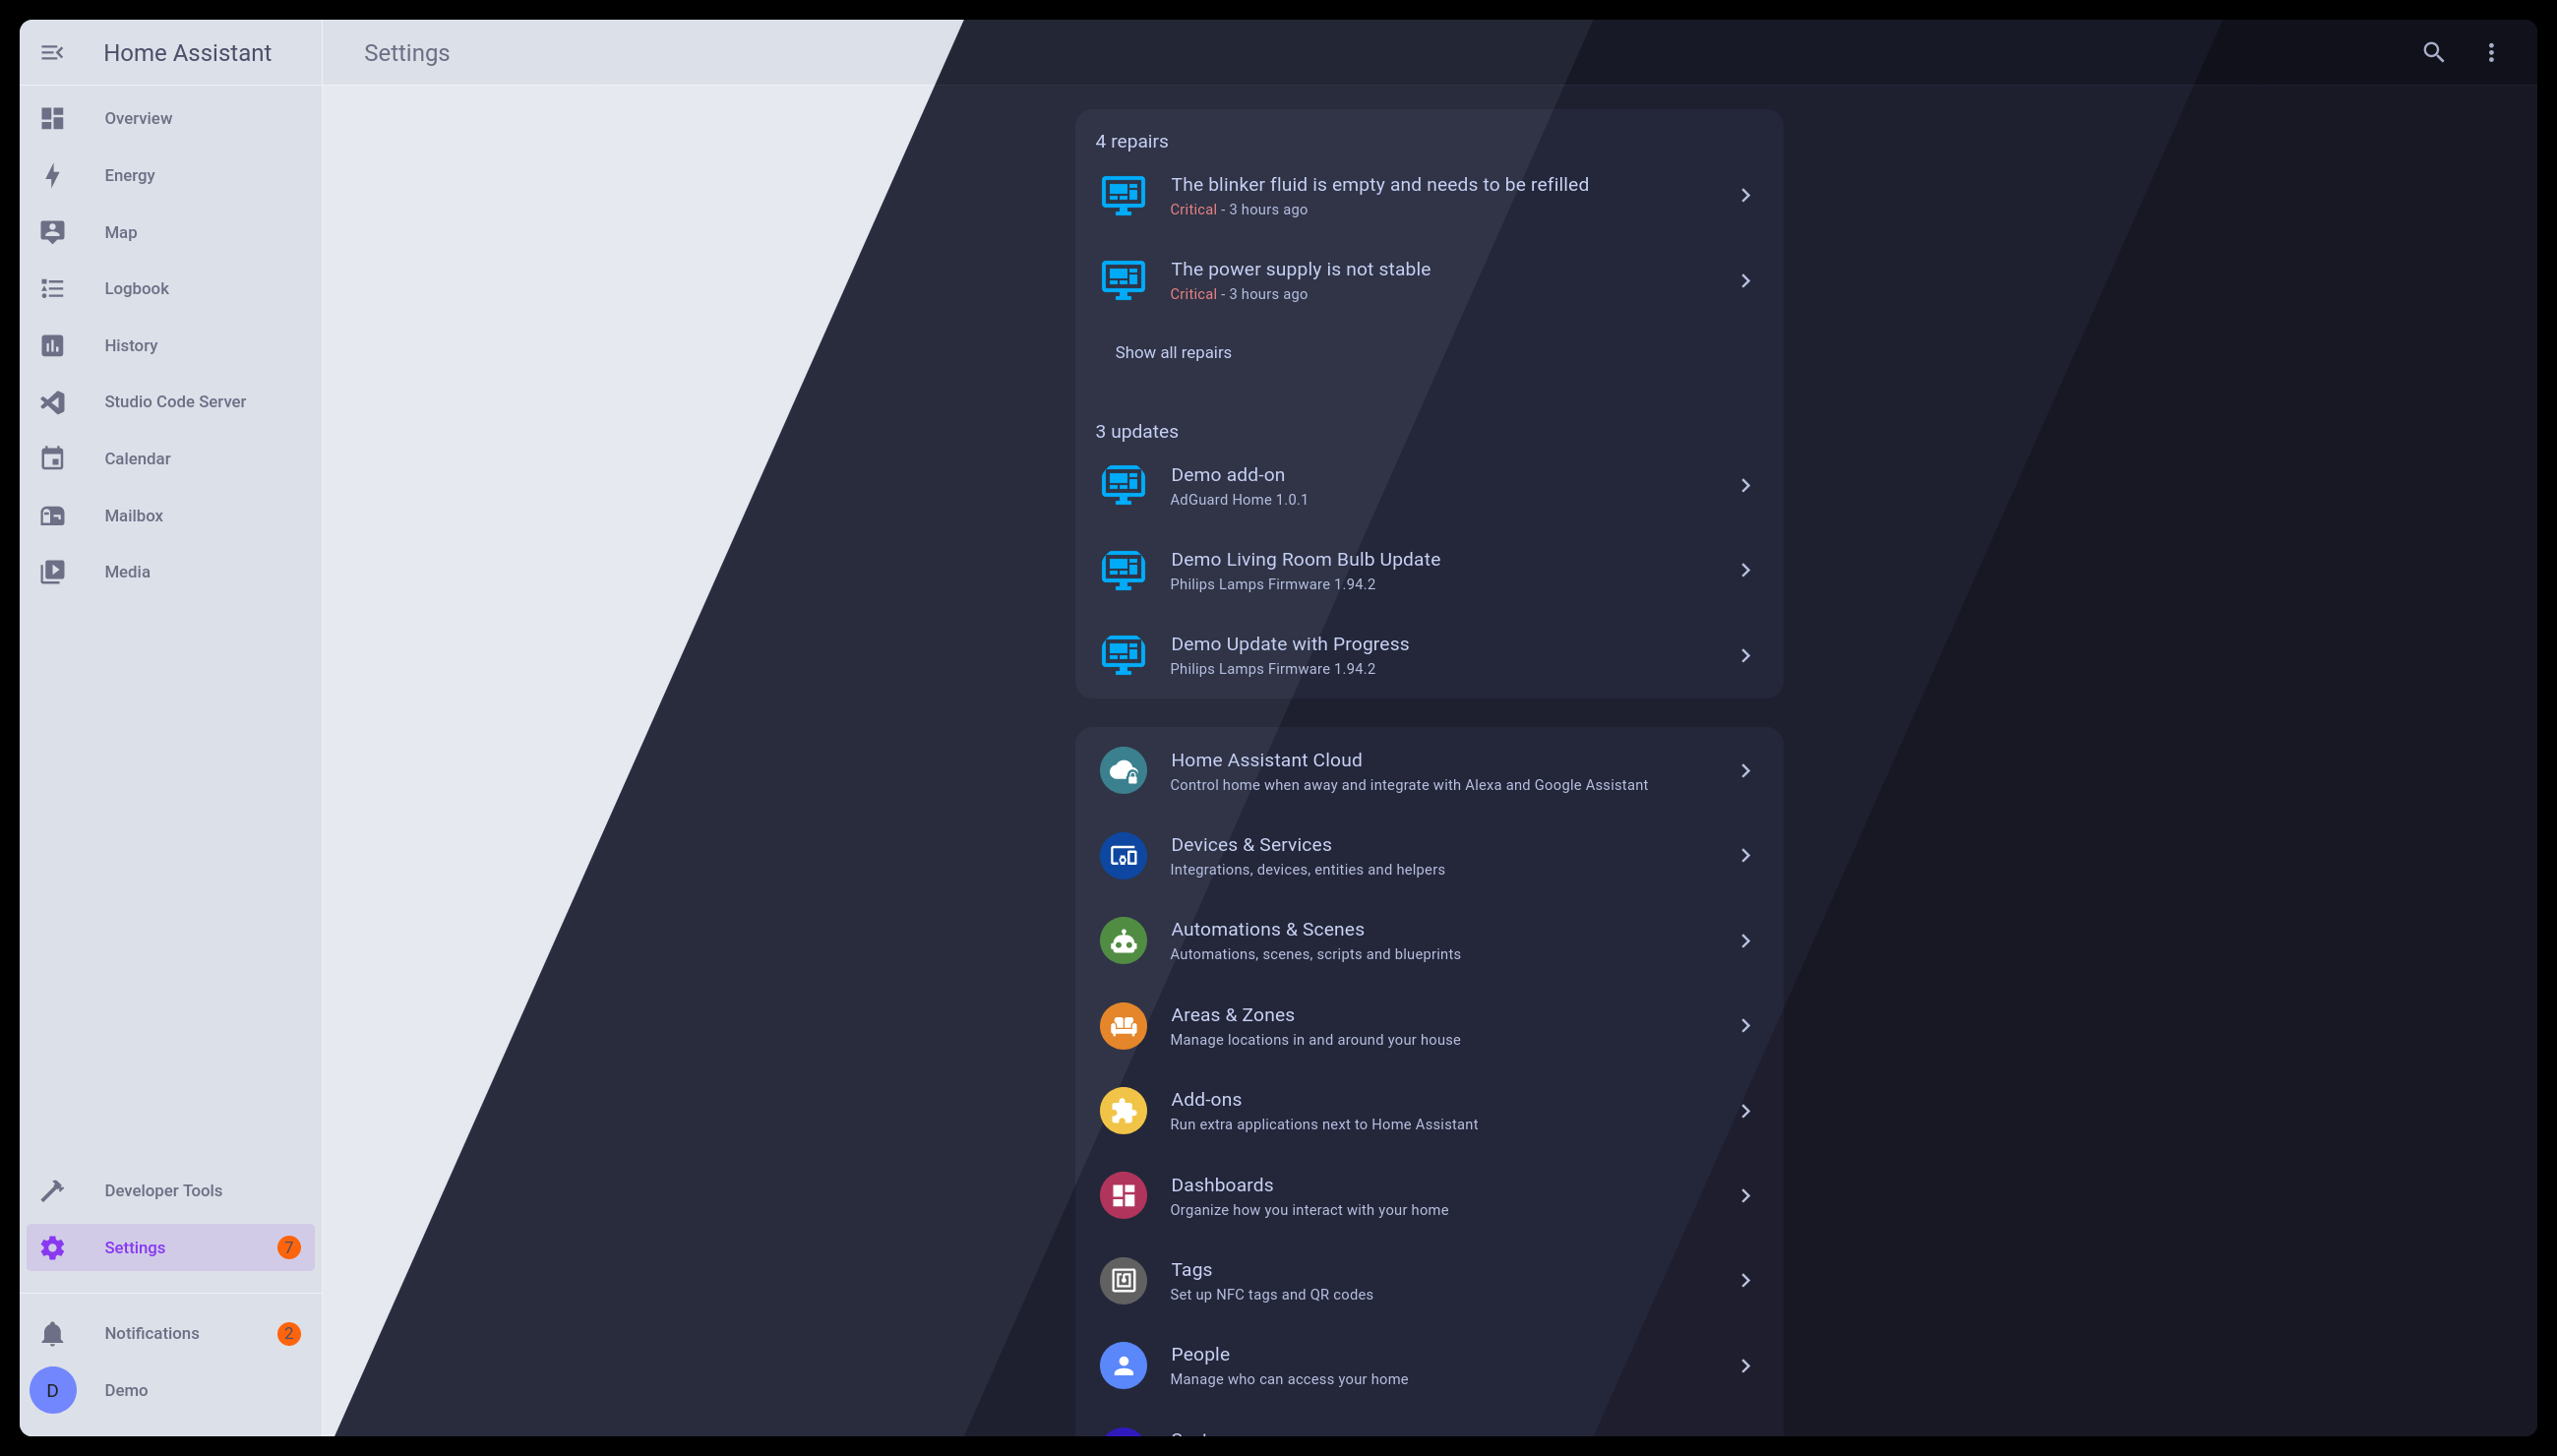 Home Assistant
Overview
Energy
Map
Logbook
History
Studio Code Server
Calendar
Mailbox
Media
Developer Tools
Settings 7
Notifications 2
D Demo
Settings
4 repairs
The blinker fluid is empty and needs to be refilled
Critical - 3 hours ago
The power supply is not stable
Critical - 3 hours ago
Show all repairs
3 updates
Demo add-on
AdGuard Home 1.0.1
Demo Living Room Bulb Update
Philips Lamps Firmware 1.94.2
Demo Update with Progress
Philips Lamps Firmware 1.94.2
Home Assistant Cloud
Control home when away and integrate with Alexa and Google Assistant
Devices & Services
Integrations, devices, entities and helpers
Automations & Scenes
Automations, scenes, scripts and blueprints
Areas & Zones
Manage locations in and around your house
Add-ons
Run extra applications next to Home Assistant
Dashboards
Organize how you interact with your home
Tags
Set up NFC tags and QR codes
People
Manage who can access your home